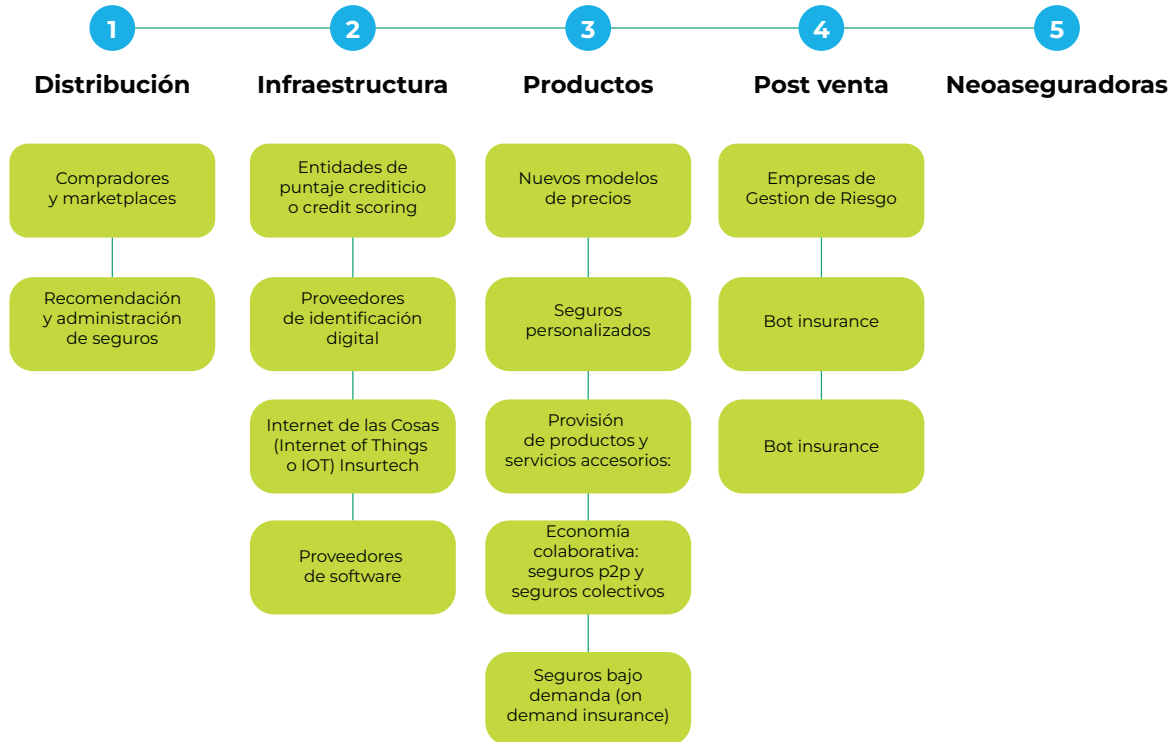 1
2
3
4
5
Distribución
Infraestructura
Productos
Post venta
Neoaseguradoras
Compradores
y marketplaces
Recomendación
y administración
de seguros
Entidades de
puntaje crediticio
o credit scoring
Proveedores
de identificación
digital
Internet de las Cosas
(Internet of Things
o IOT) Insurtech
Proveedores
de software
Nuevos modelos
de precios
Seguros
personalizados
Provisión
de productos y
servicios accesorios:
Economía
colaborativa:
seguros p2p y
seguros colectivos
Seguros bajo
demanda (on
demand insurance)
Empresas de
Gestion de Riesgo
Bot insurance
Bot insurance